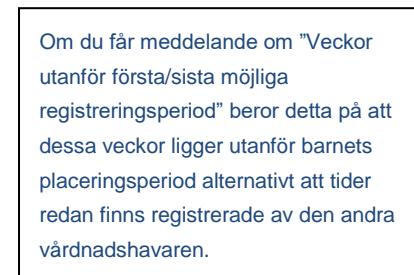 Om du får meddelande om ”Veckor
utanför första/sista möjliga
registreringsperiod” beror detta på att
dessa veckor ligger utanför barnets
placeringsperiod alternativt att tider
redan finns registrerade av den andra
vårdnadshavaren.